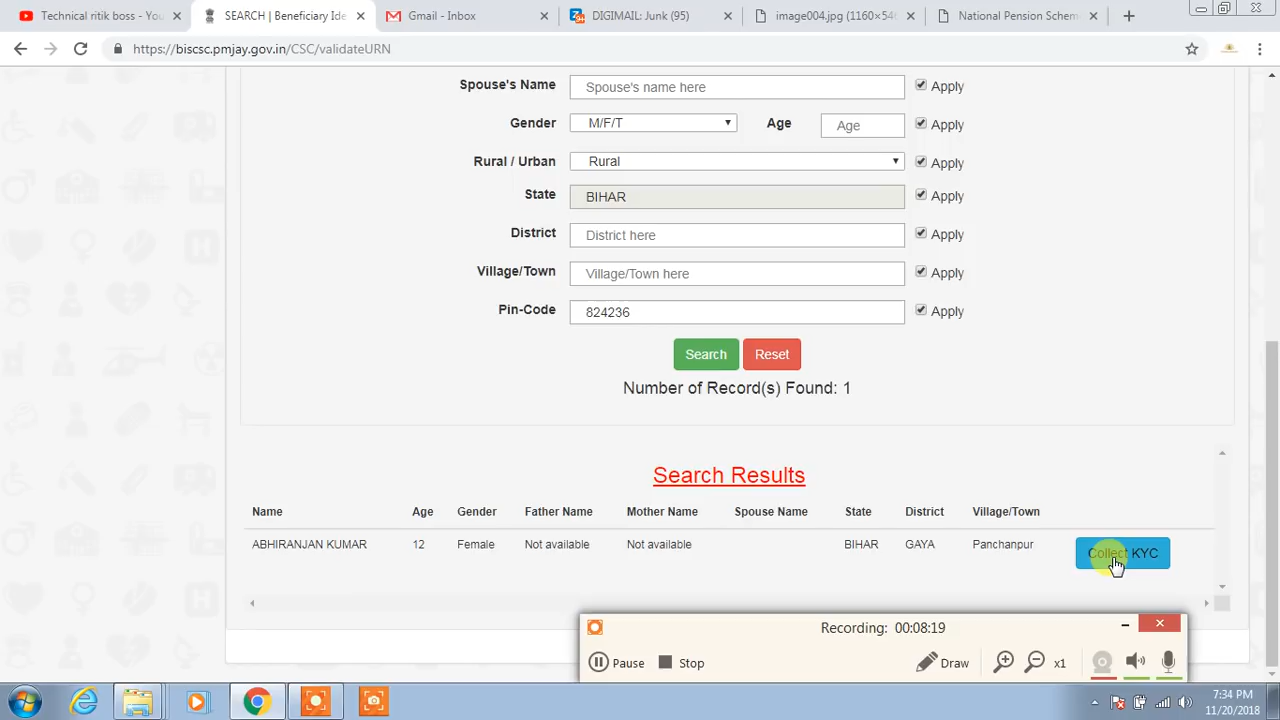 Technical ritik boss - You
SEARCH | Beneficiary Ide
Gmail - Inbox
DIGIMAIL: Junk (95)
image004.jpg (1160×54
National Pension Schem
https://biscsc.pmjay.gov.in/CSC/validateURN
Spouse's Name Spouse's name here Apply
Gender M/F/T Age Age Apply
Rural / Urban Rural Apply
State BIHAR Apply
District District here Apply
Village/Town Village/Town here Apply
Pin-Code 824236 Apply
Search Reset
Number of Record(s) Found: 1
Search Results
Name Age Gender Father Name Mother Name Spouse Name State District Village/Town
ABHIRANJAN KUMAR 12 Female Not available Not available BIHAR GAYA Panchanpur Collect KYC
Recording: 00:08:19
Pause Stop Draw x1
7:34 PM
11/20/2018